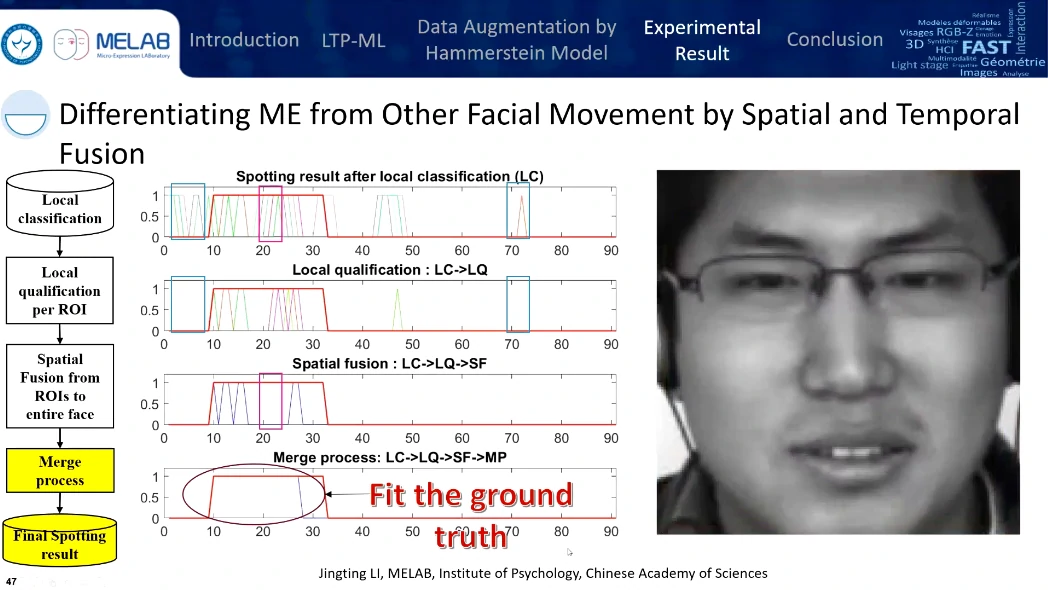 MELAB
Micro-Expression LABoratory
Introduction
LTP-ML
Data Augmentation by
Hammerstein Model
Experimental
Result
Conclusion
Réalisme
Modèles déformables
Visages RGB-Z
Synthèse
3D
HCI
FAST
Multimodalité
Light stage
Géométrie
Images
Analyse
Interaction
Expression
Differentiating ME from Other Facial Movement by Spatial and Temporal
Fusion
Local
classification
Local
qualification
per ROI
Spatial
Fusion from
ROIs to
entire face
Merge
process
Final Spotting
result
Spotting result after local classification (LC)
1
0.5
0
0 10 20 30 40 50 60 70 80 90
Local qualification : LC->LQ
1
0.5
0
0 10 20 30 40 50 60 70 80 90
Spatial fusion : LC->LQ->SF
1
0.5
0
0 10 20 30 40 50 60 70 80 90
Merge process: LC->LQ->SF->MP
1
0.5
0
0 10 20 30 40 50 60 70 80 90
Fit the ground
truth
Jingting LI, MELAB, Institute of Psychology, Chinese Academy of Sciences
47